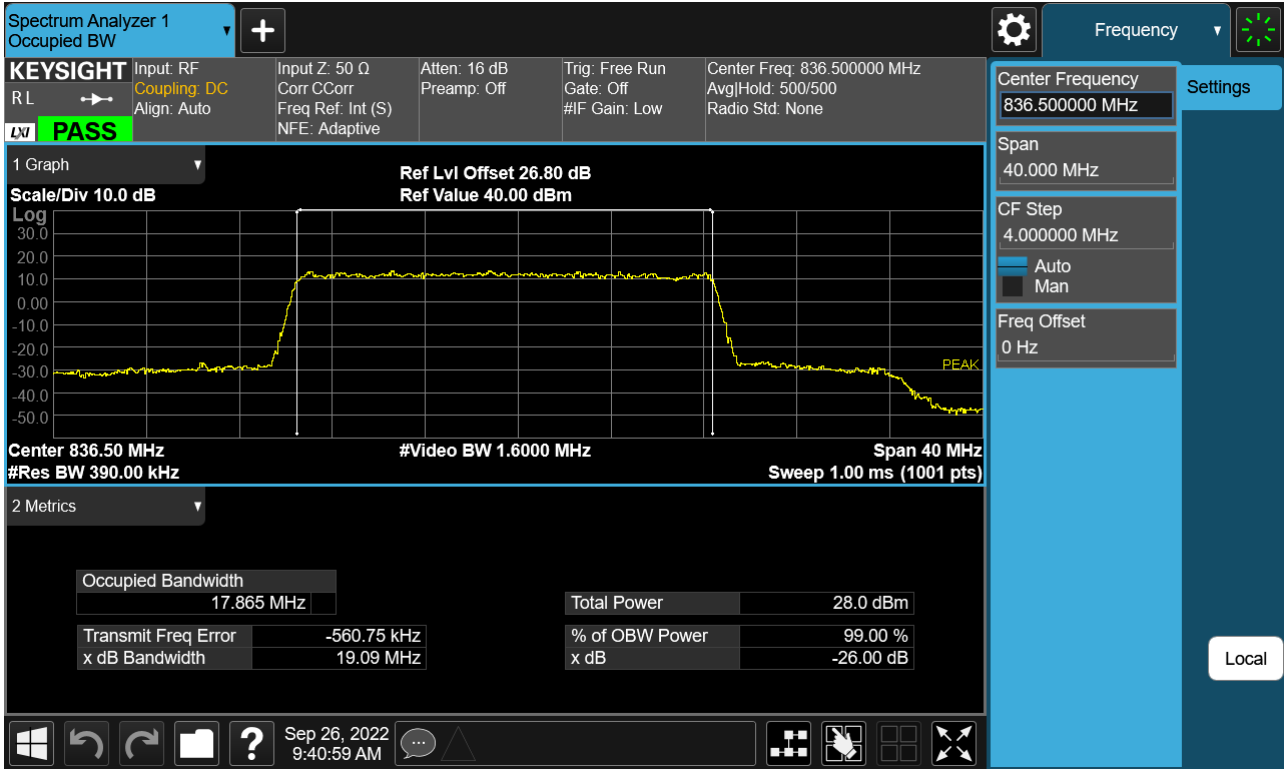 Spectrum Analyzer 1
Occupied BW
Frequency
KEYSIGHT
R L
LXI
PASS
Input: RF
Coupling: DC
Align: Auto
Input Z: 50 Ω
Corr CCorr
Freq Ref: Int (S)
NFE: Adaptive
Atten: 16 dB
Preamp: Off
Trig: Free Run
Gate: Off
#IF Gain: Low
Center Freq: 836.500000 MHz
Avg|Hold: 500/500
Radio Std: None
Center Frequency
836.500000 MHz
Settings
Span
40.000 MHz
CF Step
4.000000 MHz
Auto
Man
Freq Offset
0 Hz
Local
1 Graph
Scale/Div 10.0 dB
Ref Lvl Offset 26.80 dB
Ref Value 40.00 dBm
Log
30.0
20.0
10.0
0.00
-10.0
-20.0
-30.0
-40.0
-50.0
PEAK
Center 836.50 MHz
#Video BW 1.6000 MHz
Span 40 MHz
#Res BW 390.00 kHz
Sweep 1.00 ms (1001 pts)
2 Metrics
Occupied Bandwidth
17.865 MHz
Transmit Freq Error -560.75 kHz
x dB Bandwidth 19.09 MHz
Total Power 28.0 dBm
% of OBW Power 99.00 %
x dB -26.00 dB
?
Sep 26, 2022
9:40:59 AM